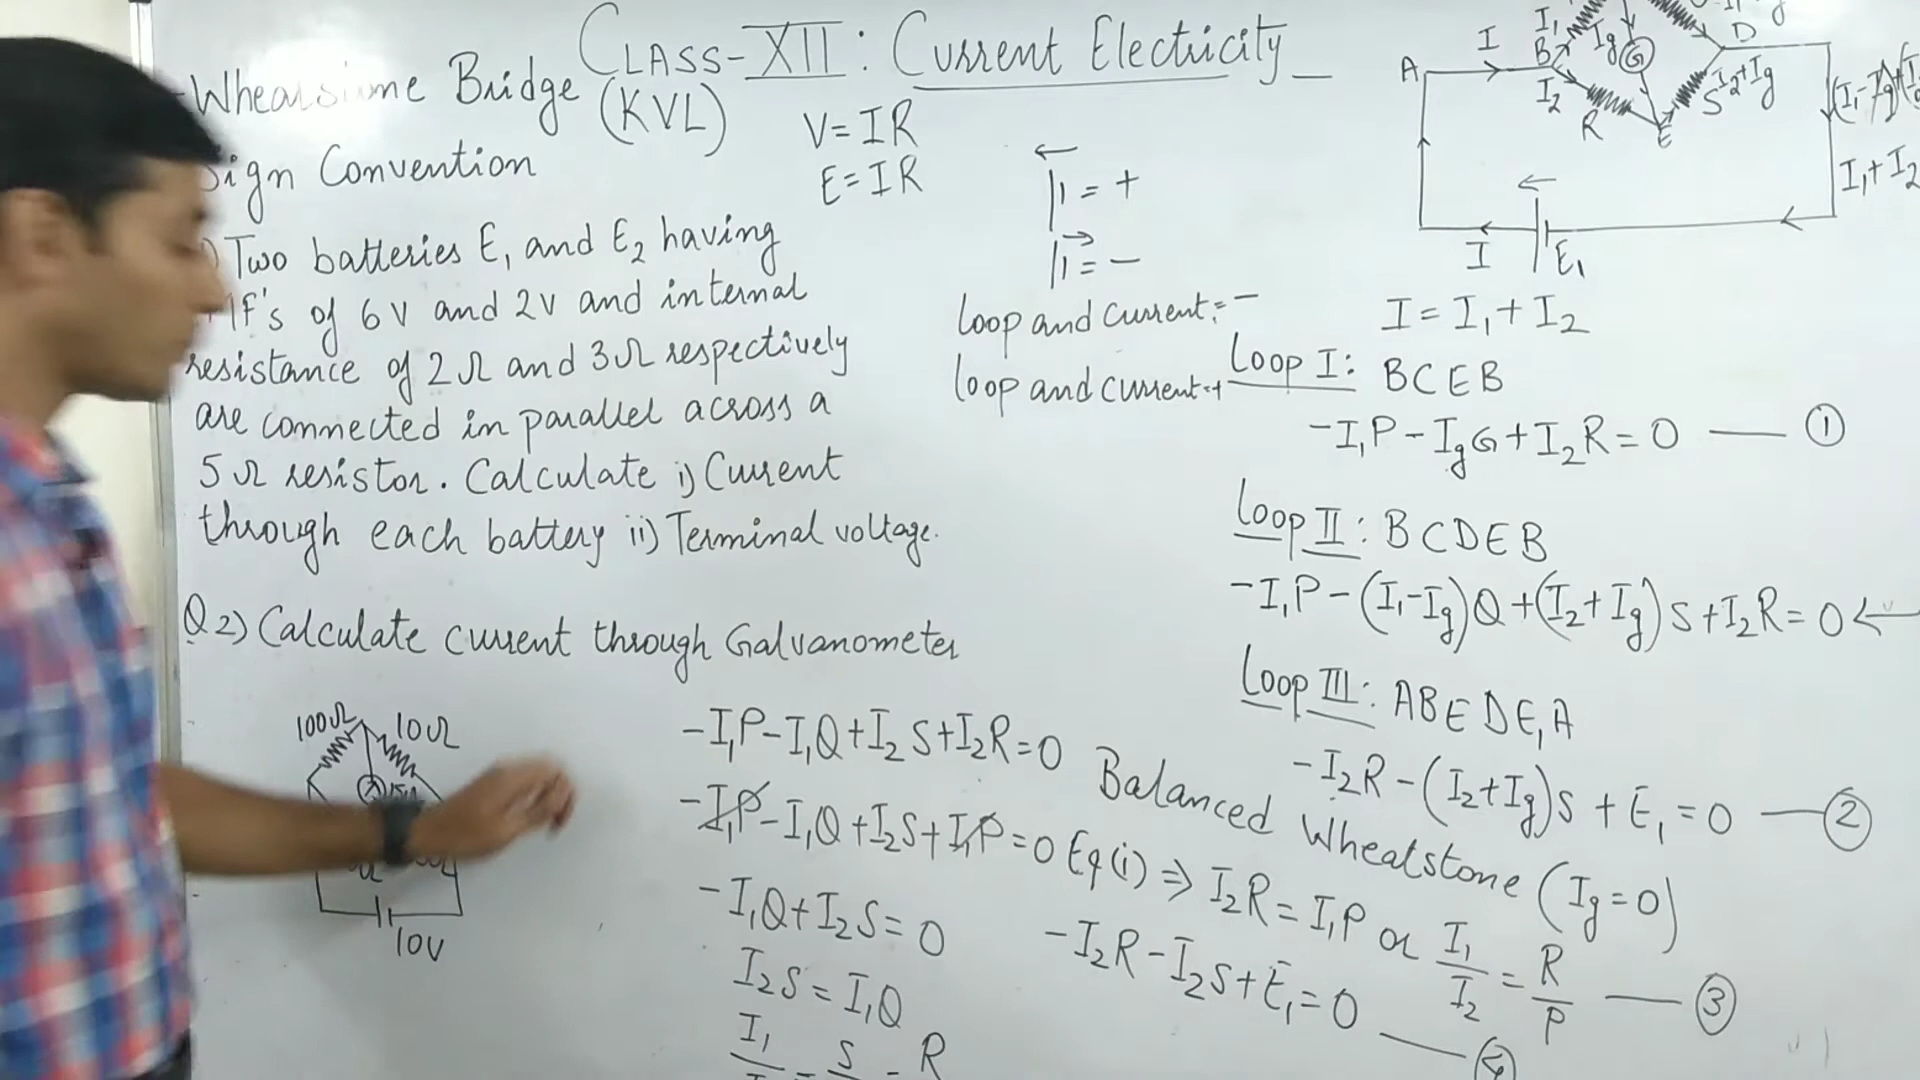 CLASS-XII: Current Electricity
Bridge (KVL)
Sign Convention
V=IR
E=IR
= +
= -
Two batteries E₁ and E₂ having
MF's of 6V and 2V and internal
resistance of 2Ω and 3Ω respectively
are connected in parallel across a
5Ω resistor. Calculate i) Current
through each battery ii) Terminal voltage.
Q2) Calculate current through Galvanometer
100Ω 10Ω
10V
loop and current:= -
loop and current=+
A I B I₁ Ig G D
I₂ R E S I₂+Ig
I₁+I₂
I E₁
I = I₁+I₂
Loop I: BCEB
-I₁P-IgG+I₂R=0 — ①
Loop II: BCDEB
-I₁P-(I₁-Ig)Q+(I₂+Ig)S+I₂R=0
Loop III: ABEDE₁A
-I₂R-(I₂+Ig)S+E₁=0 — ②
Balanced Wheatstone (Ig=0)
Eq(i) ⇒ I₂R=I₁P or I₁/I₂=R/P — ③
-I₂R-I₂S+E₁=0 — ④
-I₁P-I₁Q+I₂S+I₂R=0
-I₁P-I₁Q+I₂S+I₁P=0
-I₁Q+I₂S=0
I₂S=I₁Q